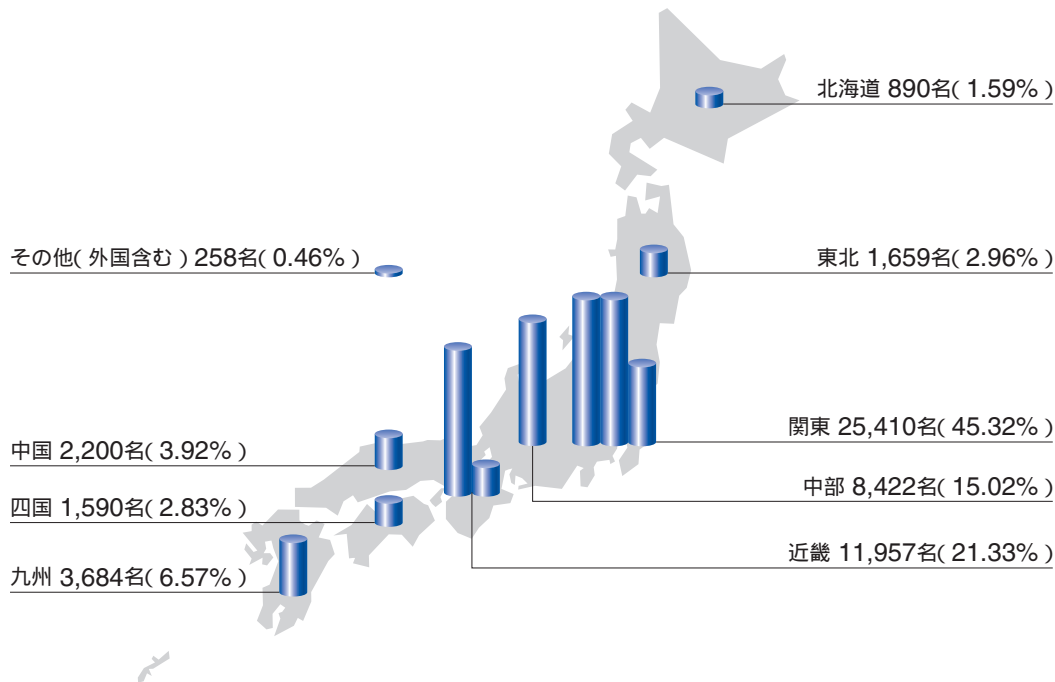 北海道 890名( 1.59% )
その他( 外国含む ) 258名( 0.46% )
東北 1,659名( 2.96% )
関東 25,410名( 45.32% )
中国 2,200名( 3.92% )
中部 8,422名( 15.02% )
四国 1,590名( 2.83% )
近畿 11,957名( 21.33% )
九州 3,684名( 6.57% )